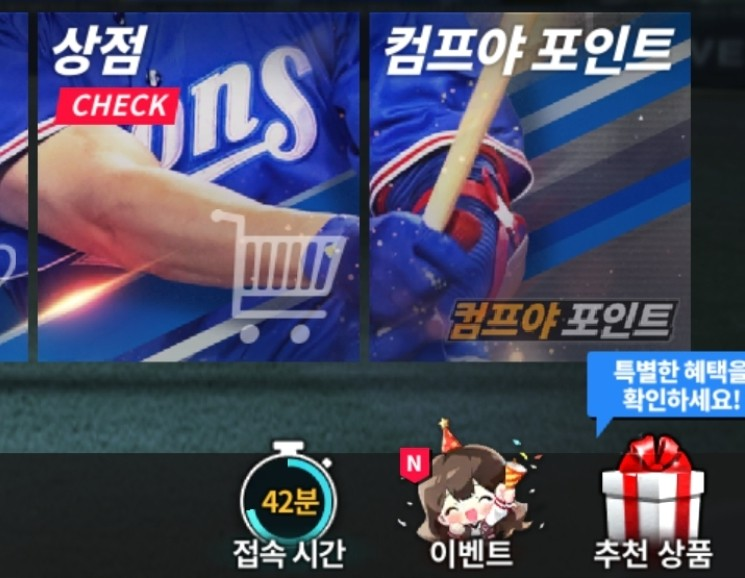 상점
CHECK
ons
컴프야 포인트
컴프야 포인트
특별한 혜택을
확인하세요!
42분
N
접속 시간
이벤트
추천 상품